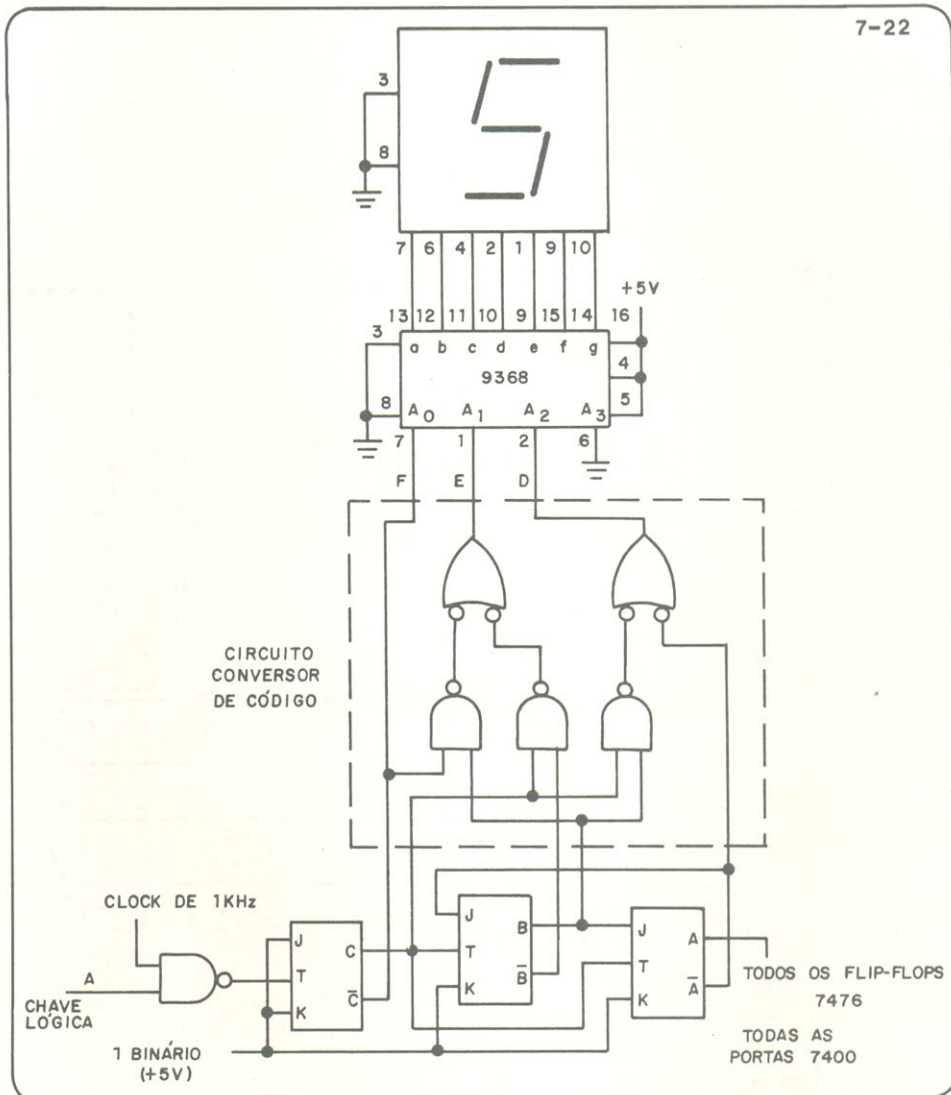 7-22
3
8
7 6 4 2 1 9 10
+5V
13 12 11 10 9 15 14 16
3
a b c d e f g
4
9368
5
8
A0 A1 A2 A3
7 1 2 6
F E D
CIRCUITO
CONVERSOR
DE CÓDIGO
CLOCK DE 1KHz
A
CHAVE
LÓGICA
J C
T
K C̅
J B
T
K B̅
J A
T
K A̅
1 BINÁRIO
(+5V)
TODOS OS FLIP-FLOPS
7476
TODAS AS
PORTAS 7400